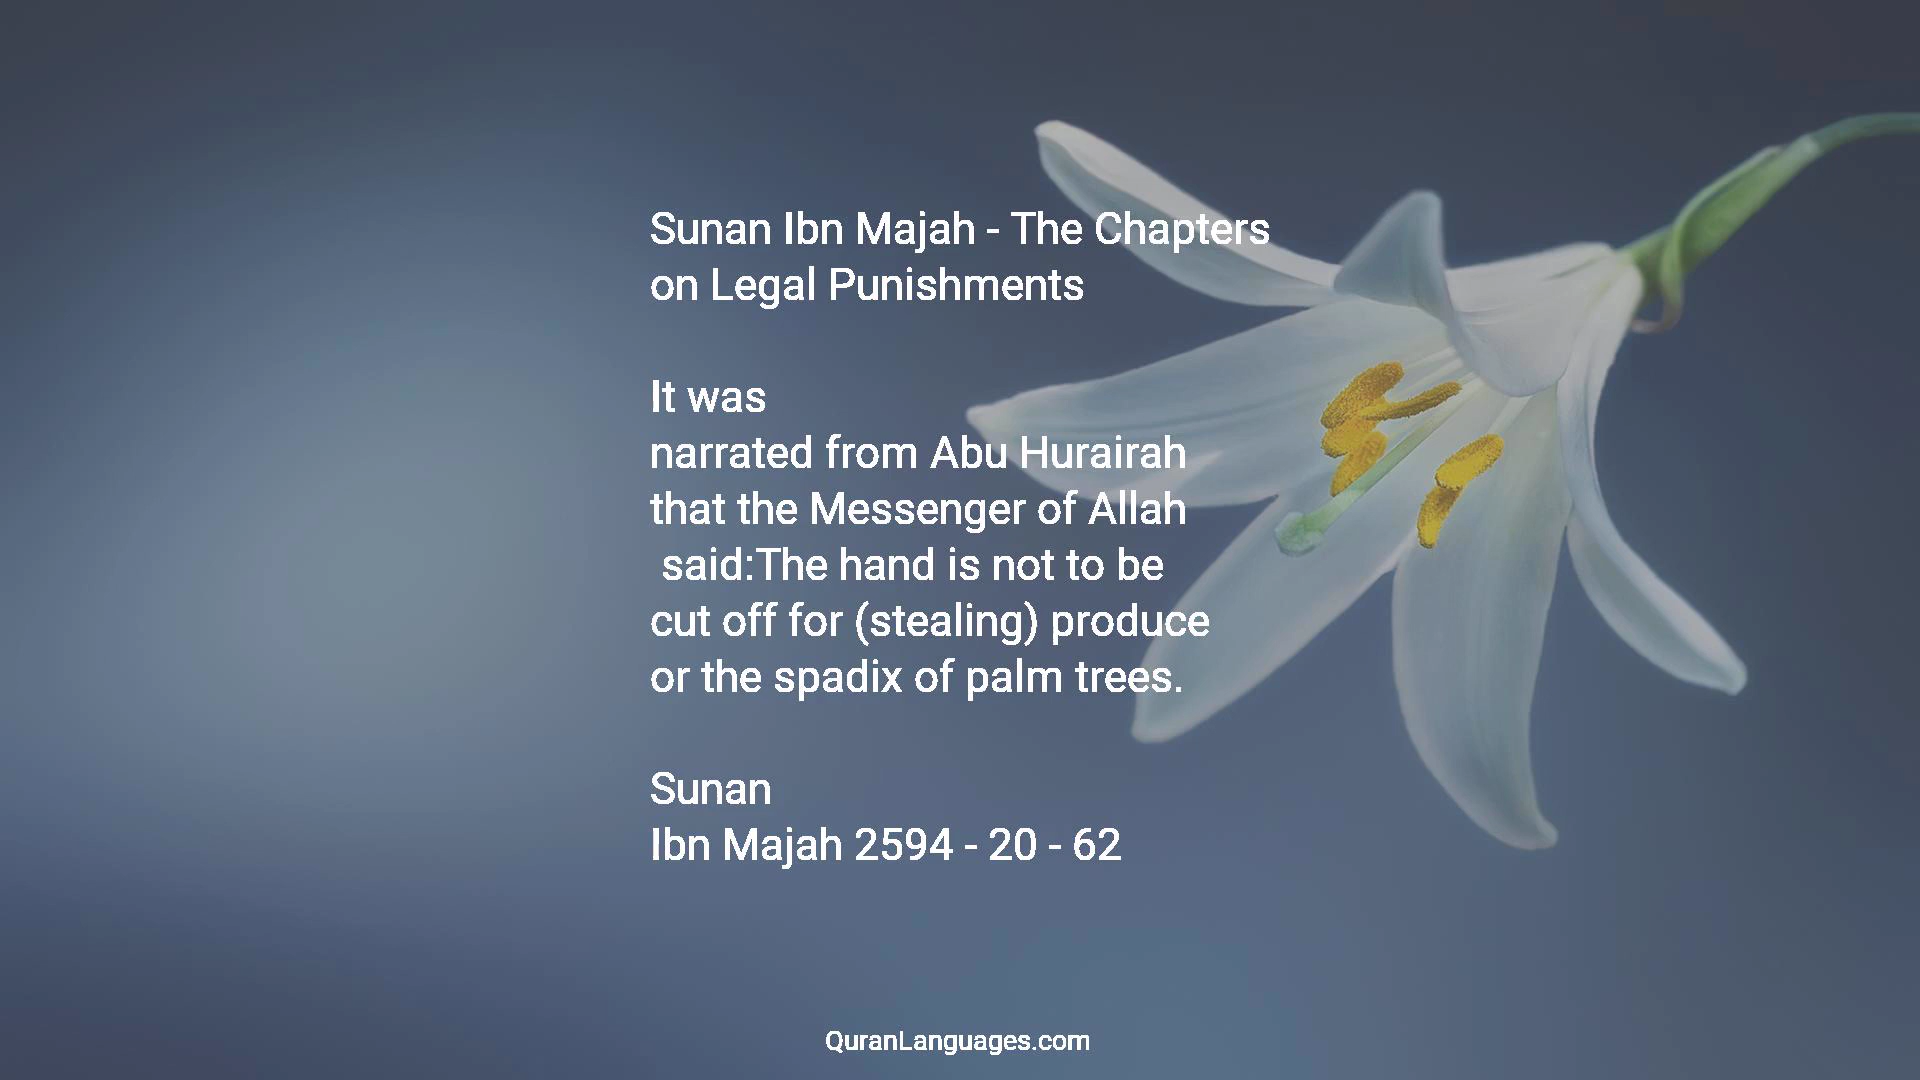 Sunan Ibn Majah - The Chapters
on Legal Punishments
It was
narrated from Abu Hurairah
that the Messenger of Allah
said:The hand is not to be
cut off for (stealing) produce
or the spadix of palm trees.
Sunan
Ibn Majah 2594 - 20 - 62
QuranLanguages.com